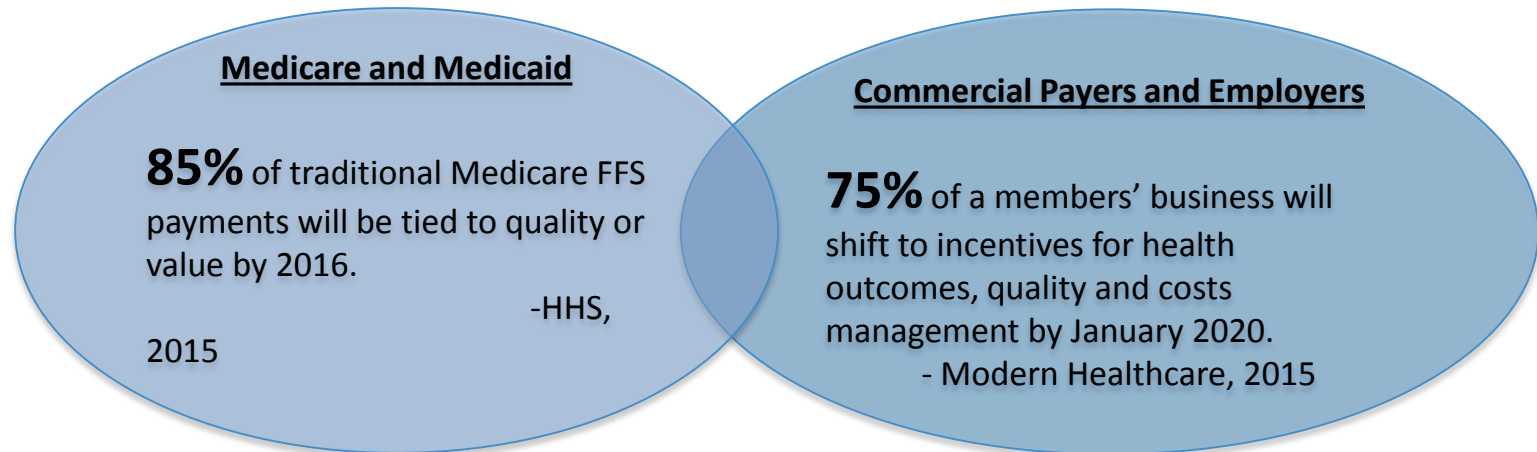 Medicare and Medicaid
85% of traditional Medicare FFS
payments will be tied to quality or
value by 2016.
-HHS,
2015
Commercial Payers and Employers
75% of a members’ business will
shift to incentives for health
outcomes, quality and costs
management by January 2020.
- Modern Healthcare, 2015